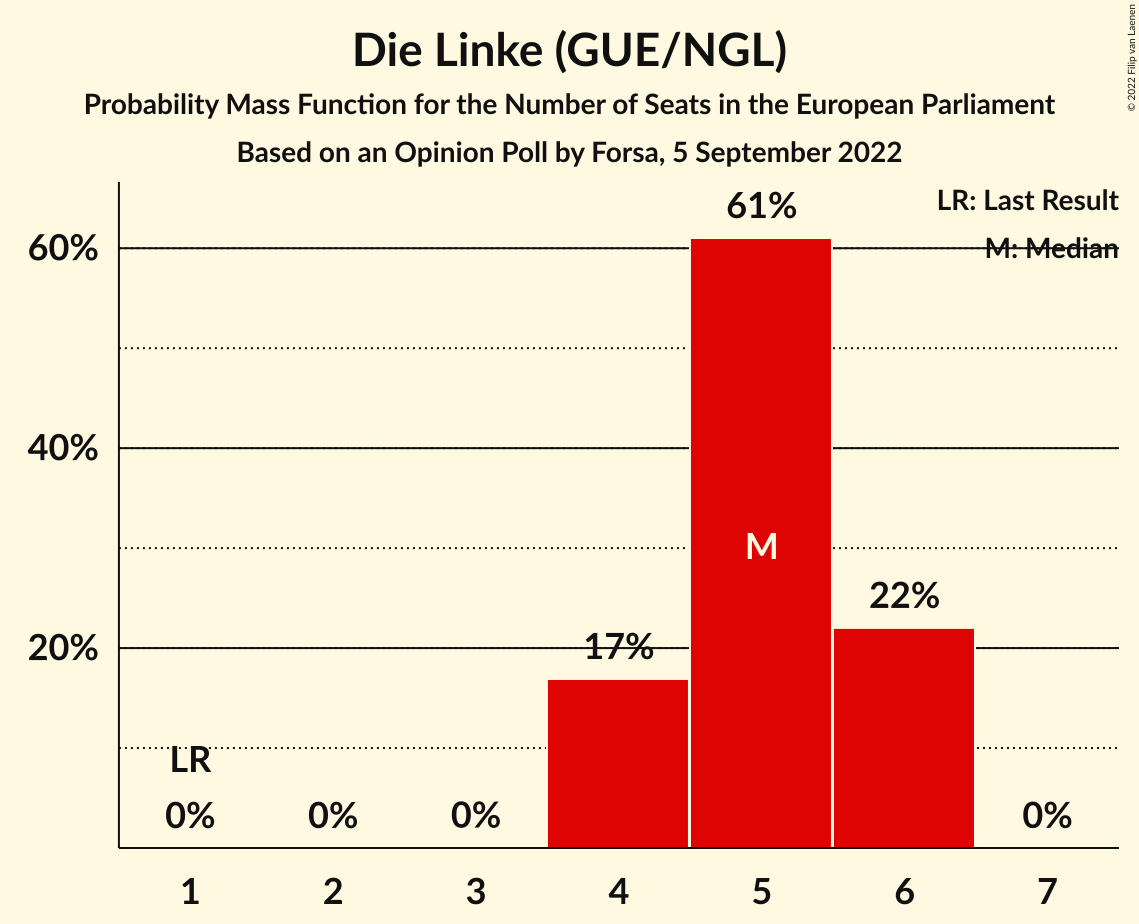 Die Linke (GUE/NGL)
Probability Mass Function for the Number of Seats in the European Parliament
Based on an Opinion Poll by Forsa, 5 September 2022
© 2022 Filip van Laenen
LR: Last Result
M: Median
61%
60%
40%
M
22%
20%
17%
LR
0%
0%
0%
0%
1
2
3
4
5
6
7